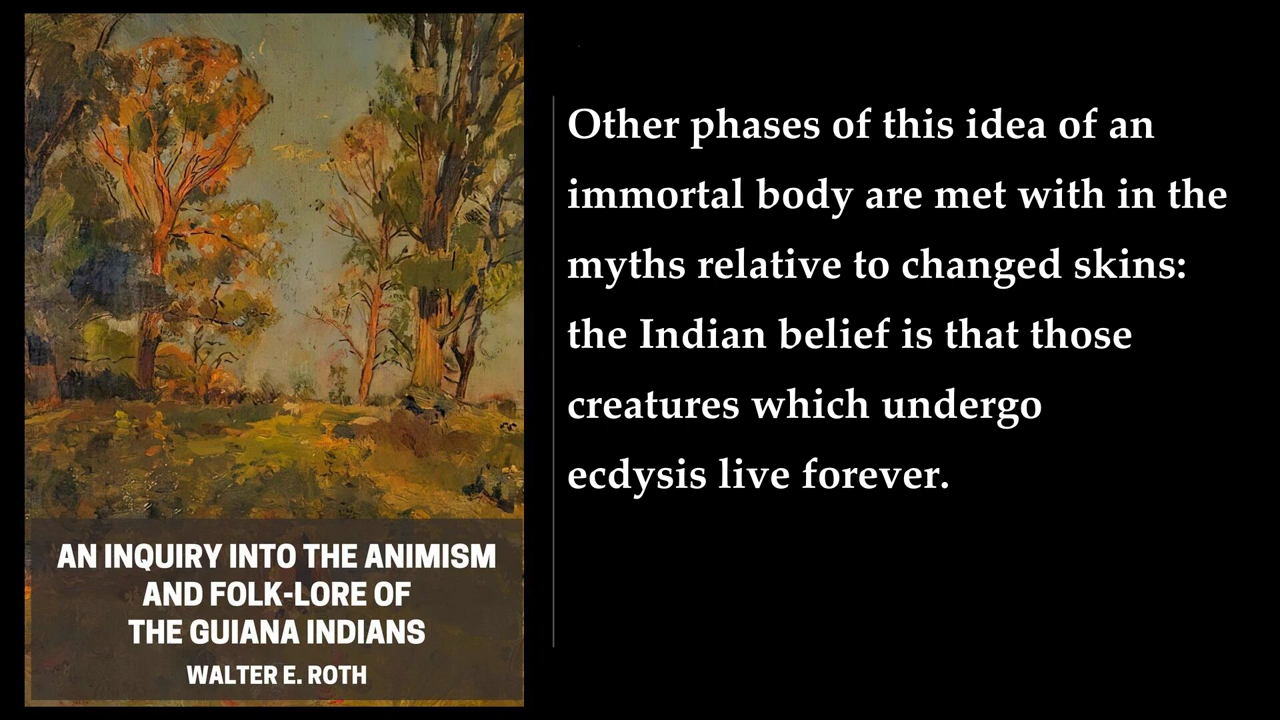 AN INQUIRY INTO THE ANIMISM
AND FOLK-LORE OF
THE GUIANA INDIANS
WALTER E. ROTH
Other phases of this idea of an
immortal body are met with in the
myths relative to changed skins:
the Indian belief is that those
creatures which undergo
ecdysis live forever.